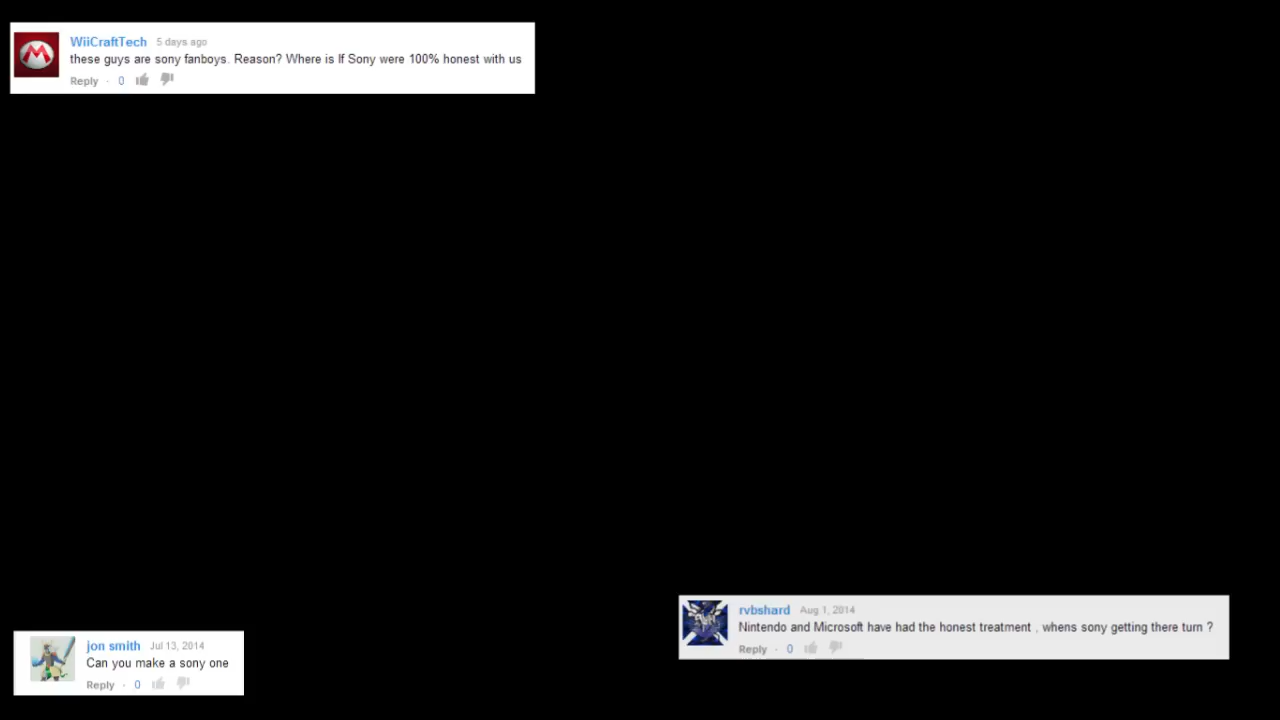 WiiCraftTech 5 days ago
these guys are sony fanboys. Reason? Where is If Sony were 100% honest with us
Reply · 0
jon smith Jul 13, 2014
Can you make a sony one
Reply · 0
rvbshard Aug 1, 2014
Nintendo and Microsoft have had the honest treatment , whens sony getting there turn ?
Reply · 0